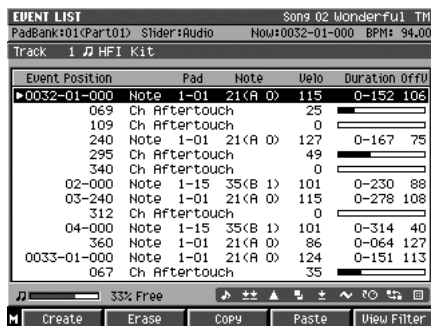 EVENT LIST Song 02 Wonderful TM
PadBank:01(Part01) Slider:Audio Now:0032-01-000 BPM: 94.00
Track 1 HFI Kit
Event Position Pad Note Velo Duration OffV
0032-01-000 Note 1-01 21(A 0) 115 0-152 106
069 Ch Aftertouch 25
109 Ch Aftertouch 0
240 Note 1-01 21(A 0) 127 0-167 75
295 Ch Aftertouch 49
340 Ch Aftertouch 0
02-000 Note 1-15 35(B 1) 101 0-230 88
03-240 Note 1-01 21(A 0) 115 0-278 108
312 Ch Aftertouch 0
04-000 Note 1-15 35(B 1) 101 0-314 40
360 Note 1-01 21(A 0) 86 0-064 127
0033-01-000 Note 1-01 21(A 0) 124 0-151 113
067 Ch Aftertouch 35
33% Free
M Create Erase Copy Paste View Filter